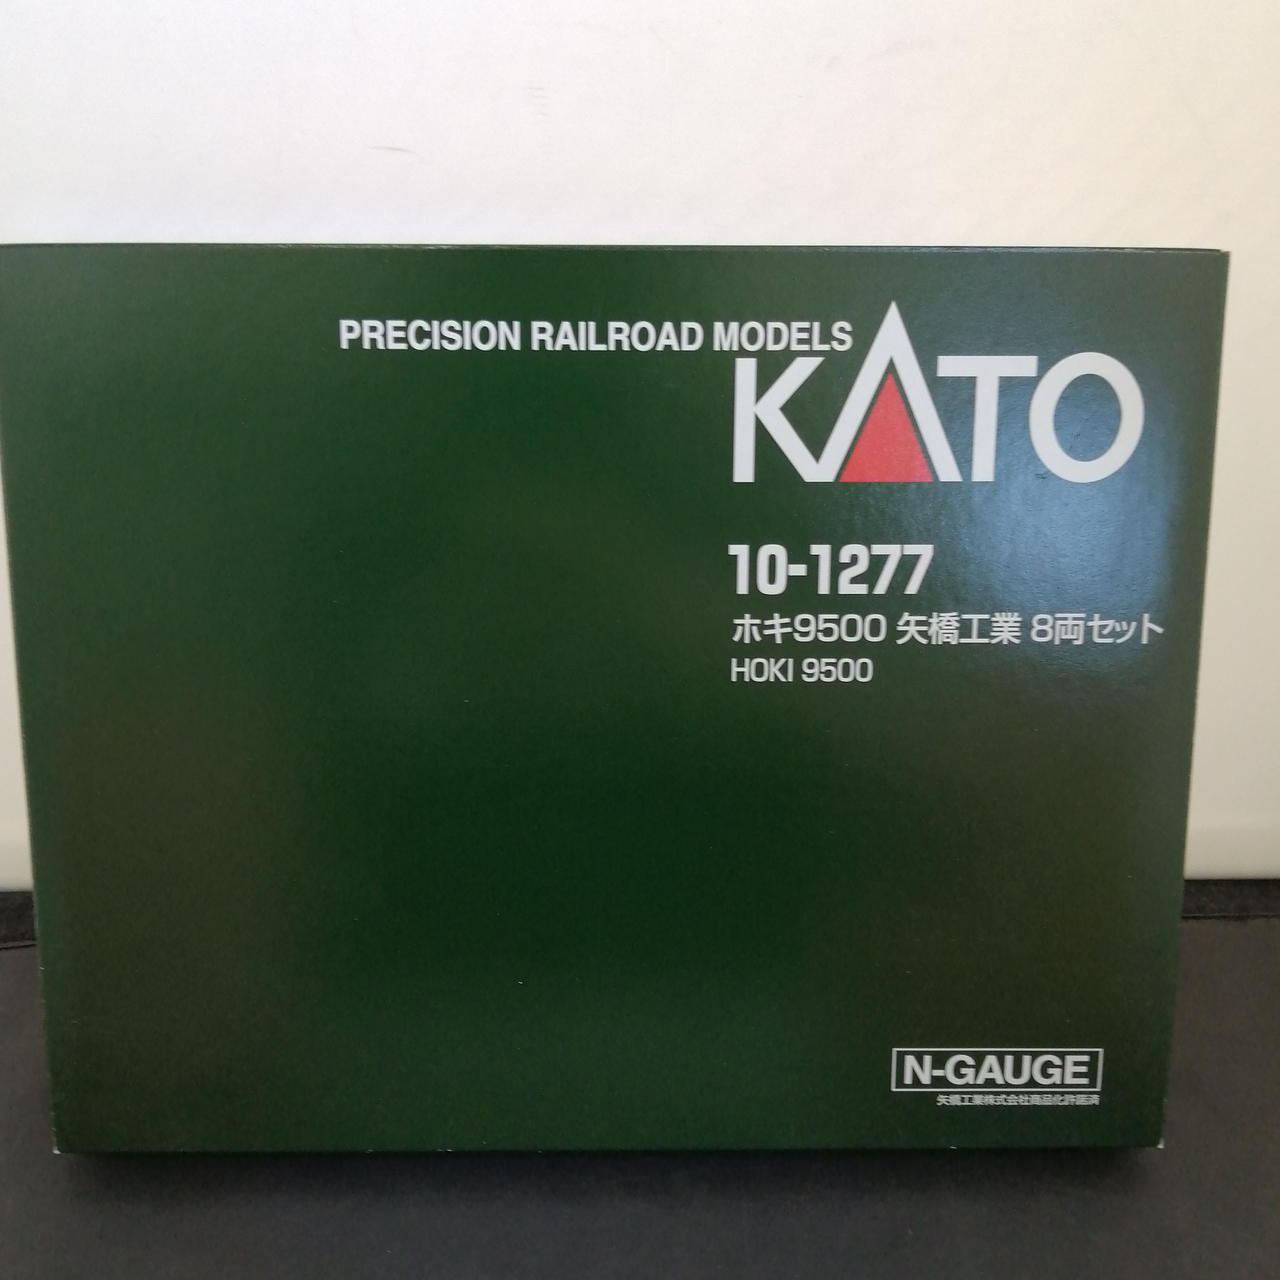 PRECISION RAILROAD MODELS
KATO
10-1277
ホキ9500 矢橋工業 8両セット
HOKI 9500
N-GAUGE
矢橋工業株式会社商品化許諾済